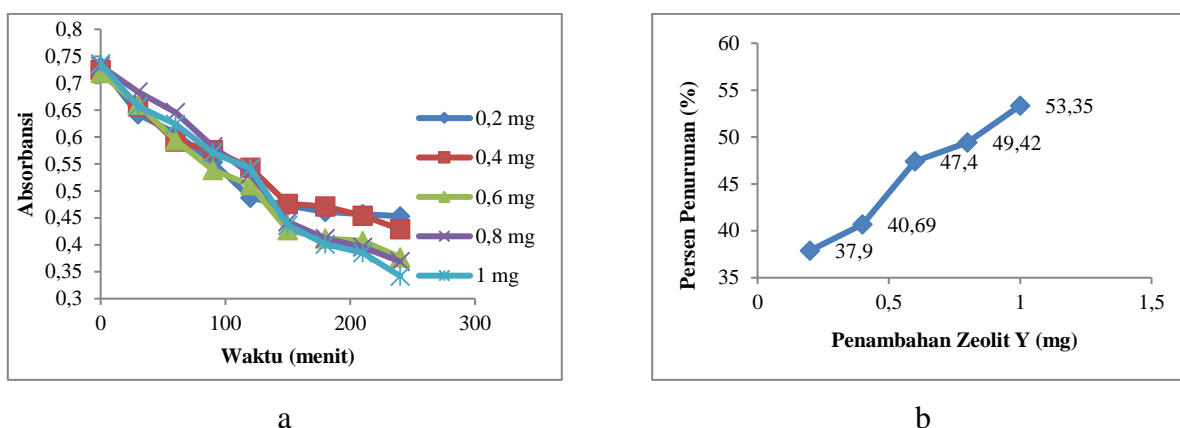 0,8
0,75
0,7
0,65
0,6
0,55
0,5
0,45
0,4
0,35
0,3
Absorbansi
0 100 200 300
Waktu (menit)
0,2 mg
0,4 mg
0,6 mg
0,8 mg
1 mg
a
60
55
50
45
40
35
Persen Penurunan (%)
0 0,5 1 1,5
Penambahan Zeolit Y (mg)
37,9
40,69
47,4
49,42
53,35
b